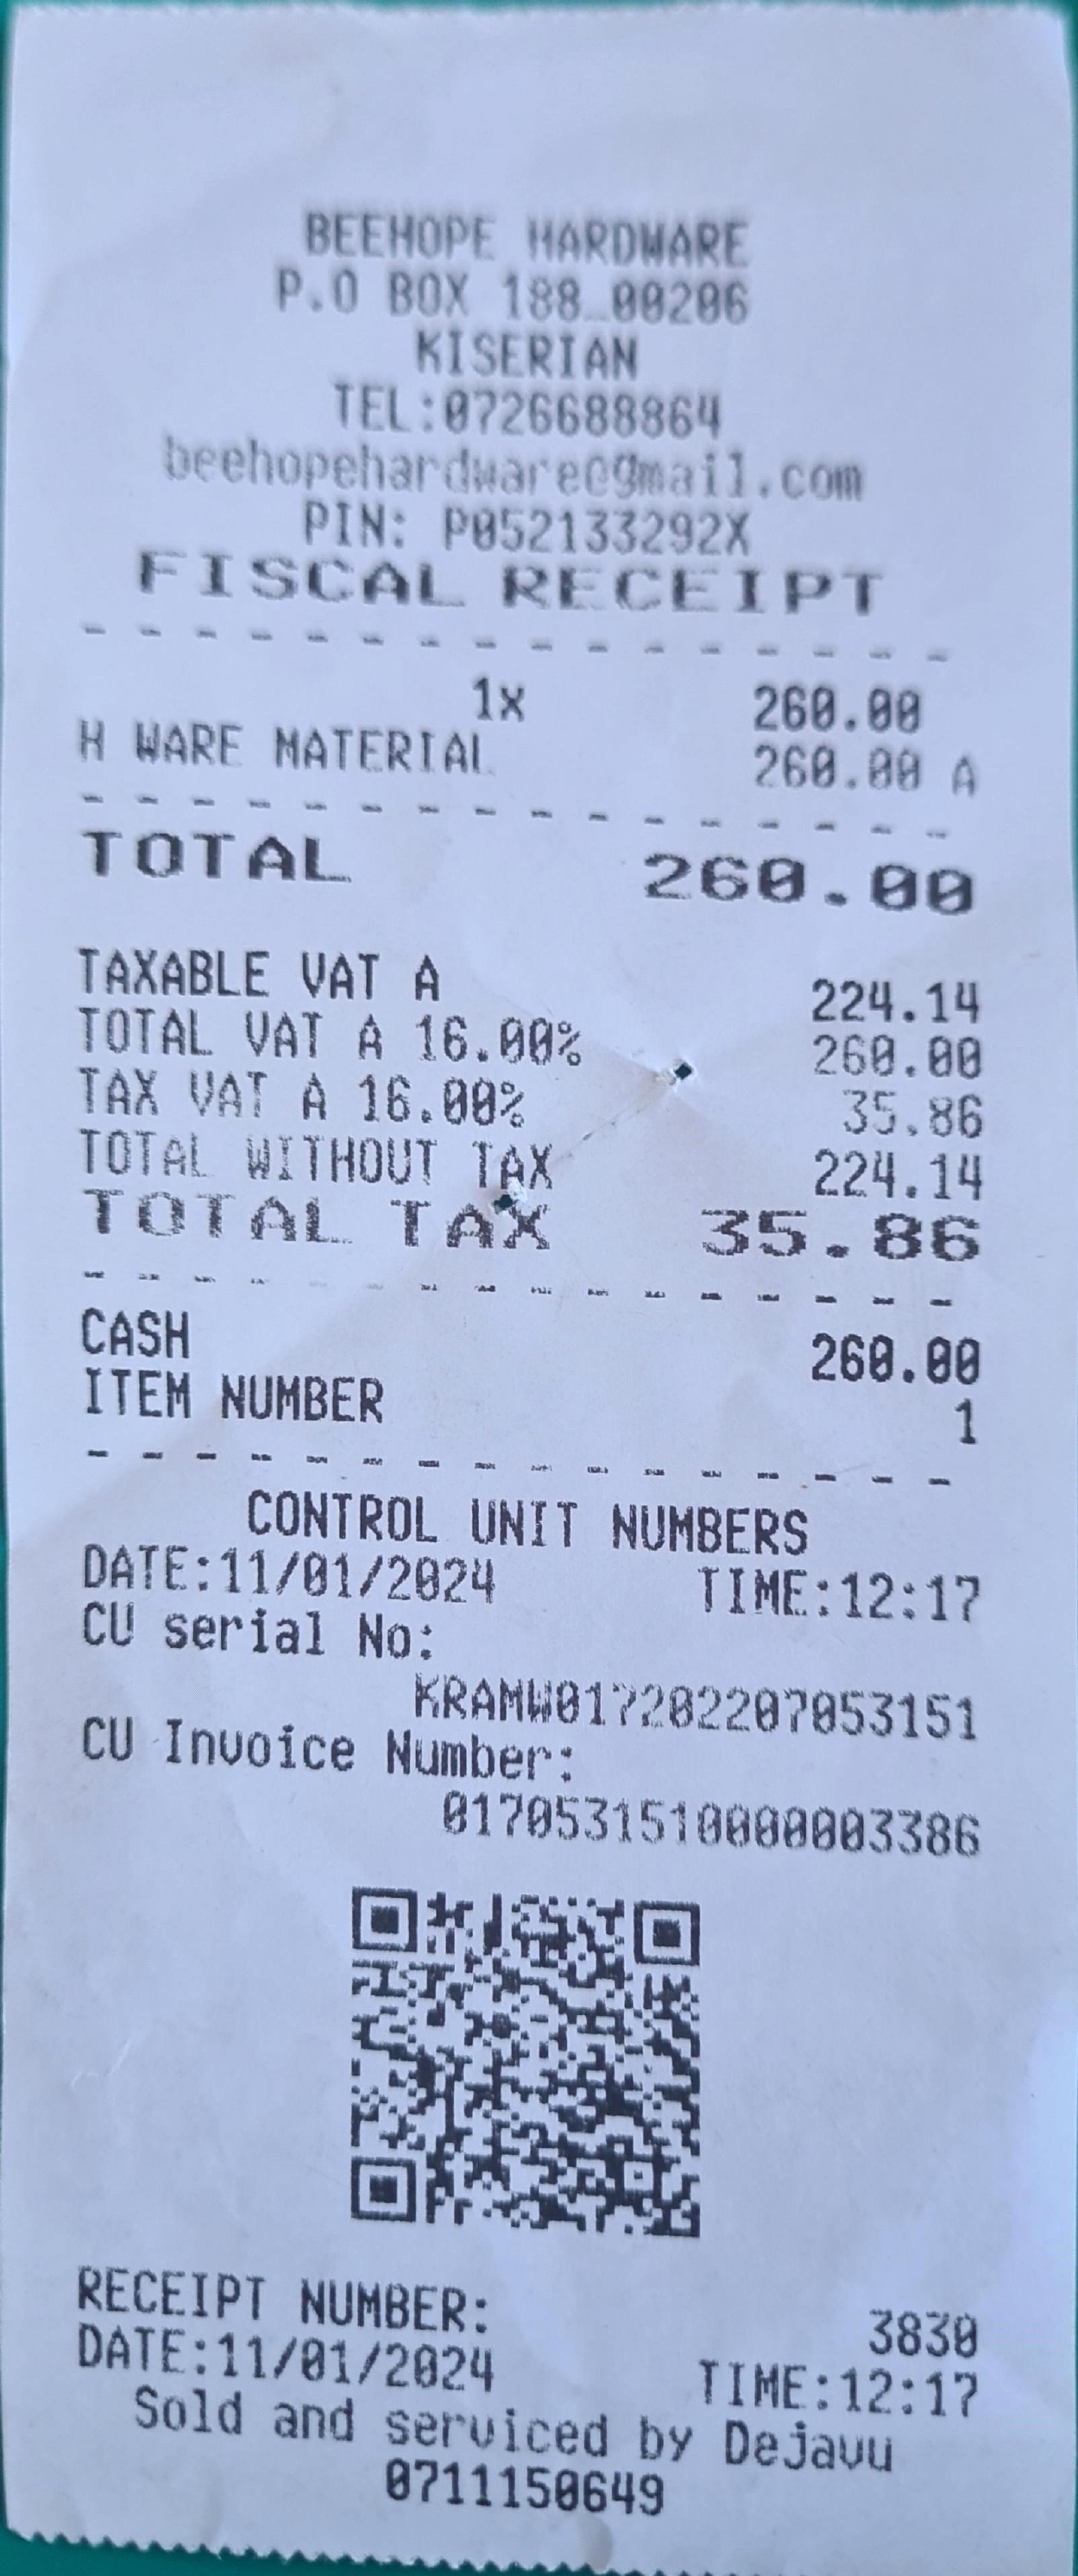 BEEHOPE HARDWARE
P.O BOX 188_00206
KISERIAN
TEL:0726688864
beehopehardware@gmail.com
PIN: P052133292X
FISCAL RECEIPT
1x 260.00
H WARE MATERIAL 260.00 A
TOTAL 260.00
TAXABLE VAT A 224.14
TOTAL VAT A 16.00% 260.00
TAX VAT A 16.00% 35.86
TOTAL WITHOUT TAX 224.14
TOTAL TAX 35.86
CASH 260.00
ITEM NUMBER 1
CONTROL UNIT NUMBERS
DATE:11/01/2024 TIME:12:17
CU serial No:
KRAMW017202207053151
CU Invoice Number:
0170531510000003386
RECEIPT NUMBER: 3830
DATE:11/01/2024 TIME:12:17
Sold and serviced by Dejavu
0711150649